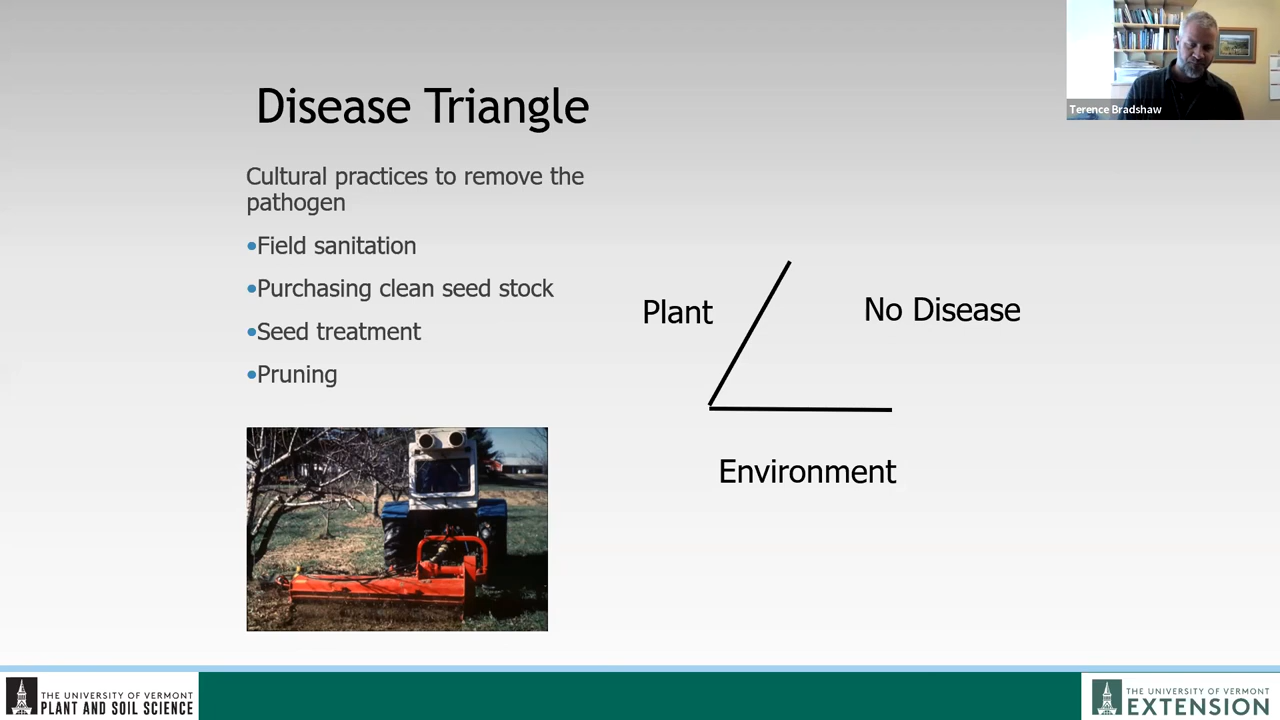 Terence Bradshaw
Disease Triangle
Cultural practices to remove the
pathogen
•Field sanitation
•Purchasing clean seed stock
•Seed treatment
•Pruning
Plant
No Disease
Environment
THE UNIVERSITY OF VERMONT
PLANT AND SOIL SCIENCE
THE UNIVERSITY OF VERMONT
EXTENSION